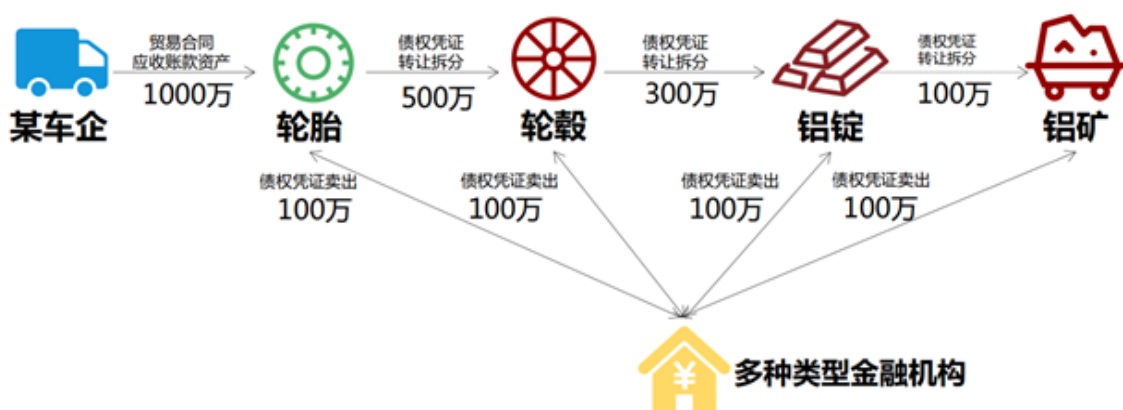 贸易合同
应收账款资产
1000万
债权凭证
转让拆分
500万
债权凭证
转让拆分
300万
债权凭证
转让拆分
100万
某车企
轮胎
轮毂
铝锭
铝矿
债权凭证卖出
100万
债权凭证卖出
100万
债权凭证卖出
100万
债权凭证卖出
100万
¥
多种类型金融机构